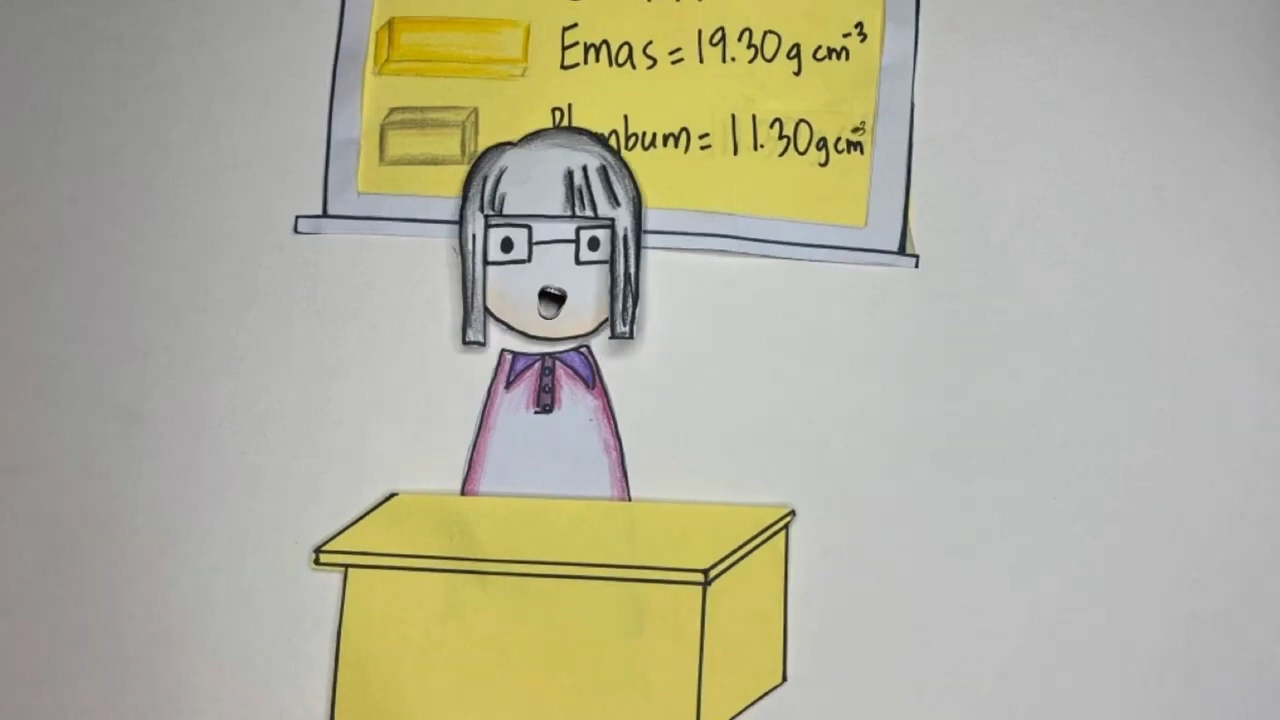 Emas = 19.30 g cm⁻³
= 11.30 g cm⁻³